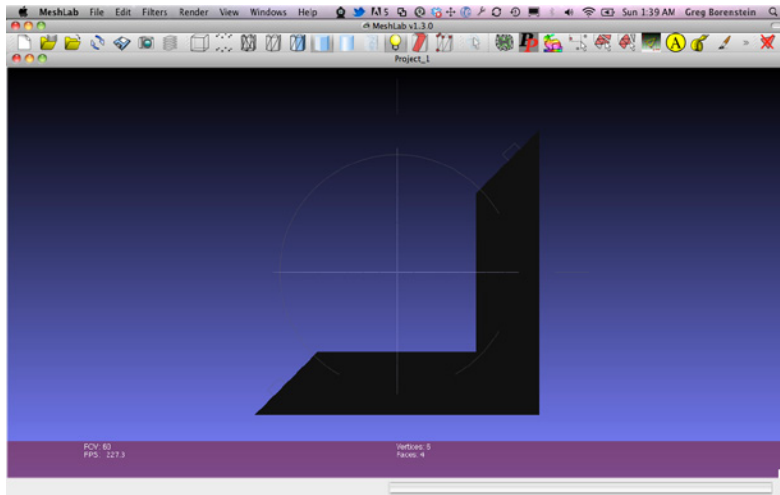 MeshLab File Edit Filters Render View Windows Help Sun 1:39 AM Greg Borenstein
MeshLab v1.3.0
Project_1
FOV: 60
FPS: 227.3
Vertices: 5
Faces: 4